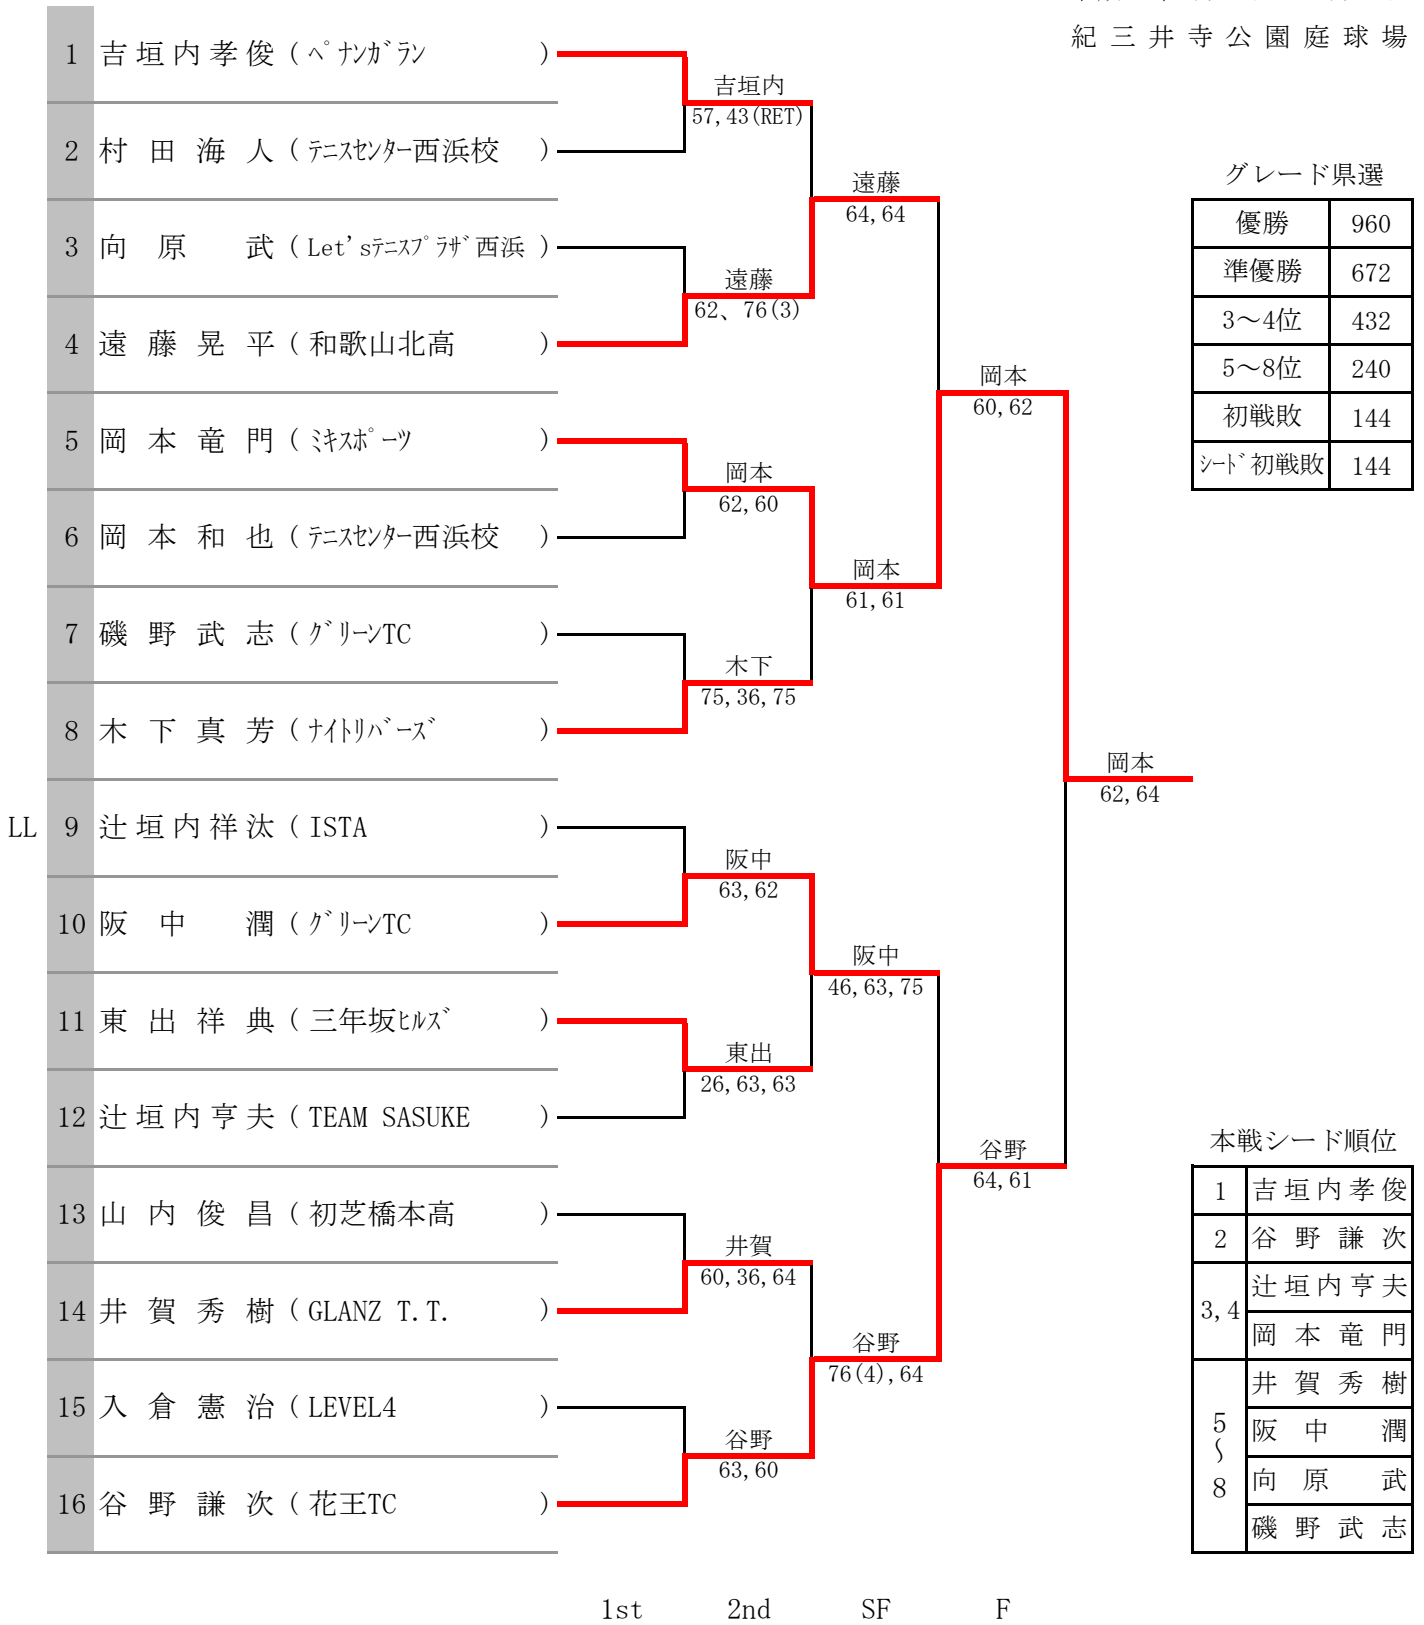 紀三井寺公園庭球場
1 吉垣内孝俊 ( ﾍﾟﾅﾝｶﾞﾗﾝ )
吉垣内
57,43(RET)
2 村田海人 ( ﾃﾆｽｾﾝﾀｰ西浜校 )
遠藤
64,64
3 向原 武 ( Let'sﾃﾆｽﾌﾟﾗｻﾞ西浜 )
遠藤
62、76(3)
4 遠藤晃平 ( 和歌山北高 )
岡本
60,62
5 岡本竜門 ( ﾐｷｽﾎﾟｰﾂ )
岡本
62,60
6 岡本和也 ( ﾃﾆｽｾﾝﾀｰ西浜校 )
岡本
61,61
7 磯野武志 ( ｸﾞﾘｰﾝTC )
木下
75,36,75
8 木下真芳 ( ﾅｲﾄﾘﾊﾞｰｽﾞ )
岡本
62,64
LL 9 辻垣内祥汰 ( ISTA )
阪中
63,62
10 阪中 潤 ( ｸﾞﾘｰﾝTC )
阪中
46,63,75
11 東出祥典 ( 三年坂ﾋﾙｽﾞ )
東出
26,63,63
12 辻垣内亨夫 ( TEAM SASUKE )
谷野
64,61
13 山内俊昌 ( 初芝橋本高 )
井賀
60,36,64
14 井賀秀樹 ( GLANZ T.T. )
谷野
76(4),64
15 入倉憲治 ( LEVEL4 )
谷野
63,60
16 谷野謙次 ( 花王TC )
1st 2nd SF F
グレード県選
優勝 960
準優勝 672
3～4位 432
5～8位 240
初戦敗 144
ｼｰﾄﾞ初戦敗 144
本戦シード順位
1 吉垣内孝俊
2 谷野謙次
3,4 辻垣内亨夫
岡本竜門
5～8 井賀秀樹
阪中 潤
向原 武
磯野武志